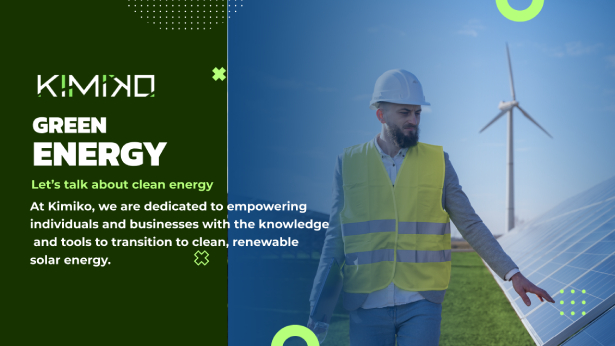 KIMIKO
GREEN
ENERGY
Let's talk about clean energy
At Kimiko, we are dedicated to empowering
individuals and businesses with the knowledge
and tools to transition to clean, renewable
solar energy.